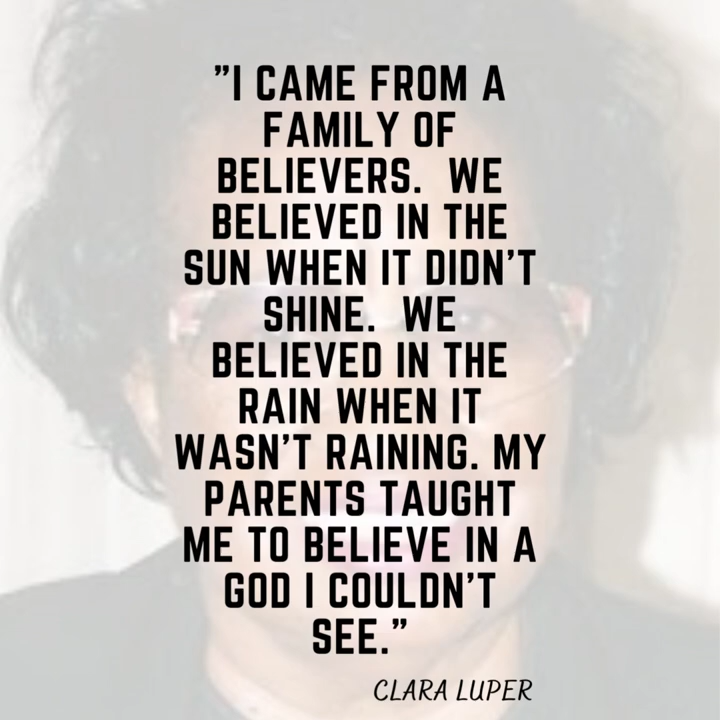 ”I CAME FROM A
FAMILY OF
BELIEVERS.  WE
BELIEVED IN THE
SUN WHEN IT DIDN’T
SHINE.  WE
BELIEVED IN THE
RAIN WHEN IT
WASN’T RAINING. MY
PARENTS TAUGHT
ME TO BELIEVE IN A
GOD I COULDN’T
SEE.”
CLARA LUPER